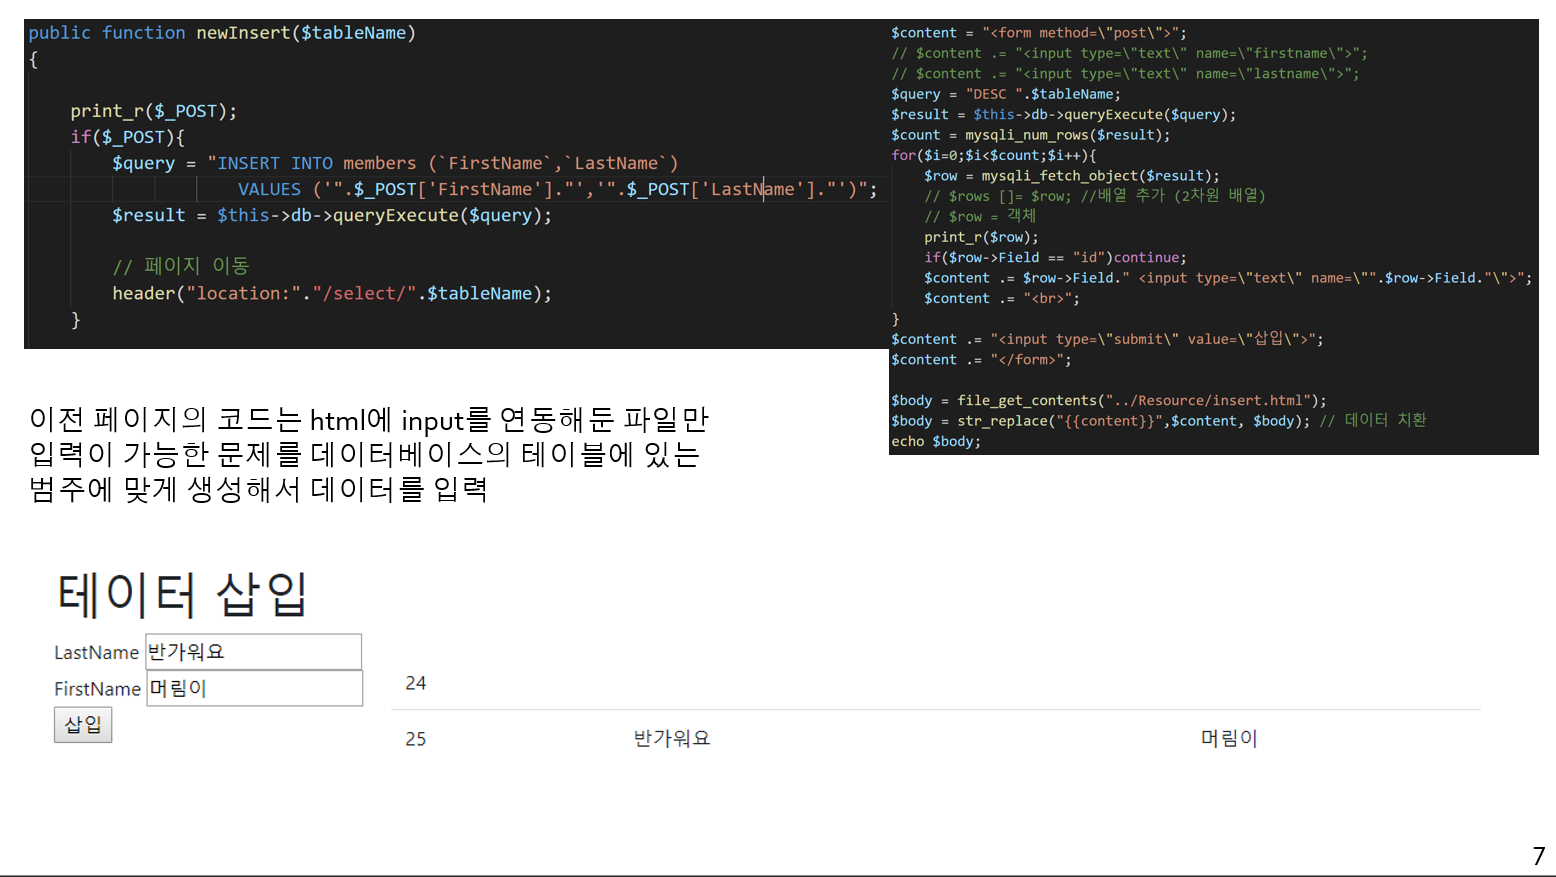 public function newInsert($tableName)
{
print_r($_POST);
if($_POST){
$query = "INSERT INTO members (`FirstName`,`LastName`)
VALUES ('".$_POST['FirstName']."','".$_POST['LastName']."')";
$result = $this->db->queryExecute($query);
// 페이지 이동
header("location:"."/select/".$tableName);
}
$content = "<form method=\"post\">";
// $content .= "<input type=\"text\" name=\"firstname\">";
// $content .= "<input type=\"text\" name=\"lastname\">";
$query = "DESC ".$tableName;
$result = $this->db->queryExecute($query);
$count = mysqli_num_rows($result);
for($i=0;$i<$count;$i++){
$row = mysqli_fetch_object($result);
// $rows []= $row; //배열 추가 (2차원 배열)
// $row = 객체
print_r($row);
if($row->Field == "id")continue;
$content .= $row->Field." <input type=\"text\" name=\"".$row->Field."\">";
$content .= "<br>";
}
$content .= "<input type=\"submit\" value=\"삽입\">";
$content .= "</form>";
$body = file_get_contents("../Resource/insert.html");
$body = str_replace("{{content}}",$content, $body); // 데이터 치환
echo $body;
이전 페이지의 코드는 html에 input를 연동해둔 파일만
입력이 가능한 문제를 데이터베이스의 테이블에 있는
범주에 맞게 생성해서 데이터를 입력
데이터 삽입
LastName 반가워요
FirstName 머림이
삽입
24
25 반가워요 머림이
7